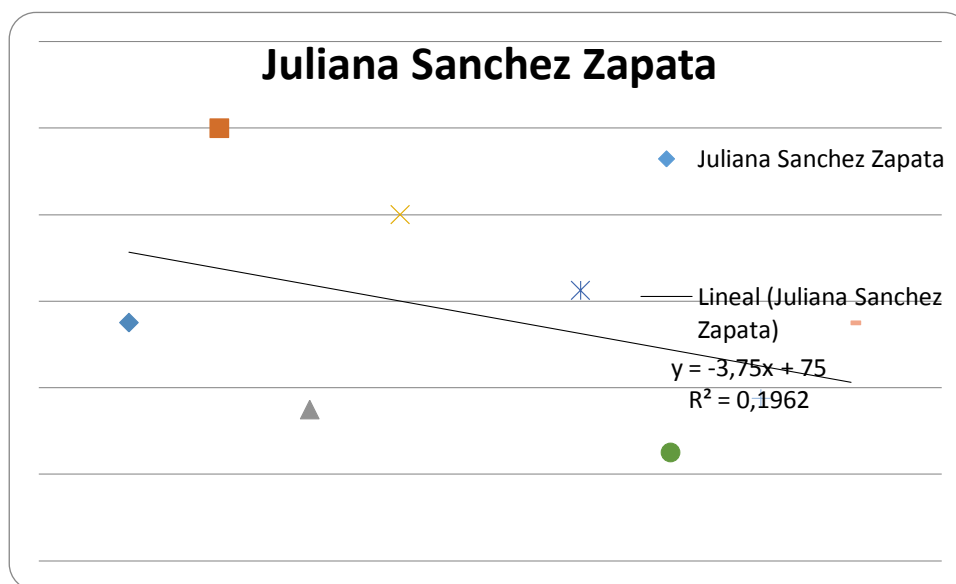 Juliana Sanchez Zapata
Juliana Sanchez Zapata
Lineal (Juliana Sanchez
Zapata)
y = -3,75x + 75
R² = 0,1962